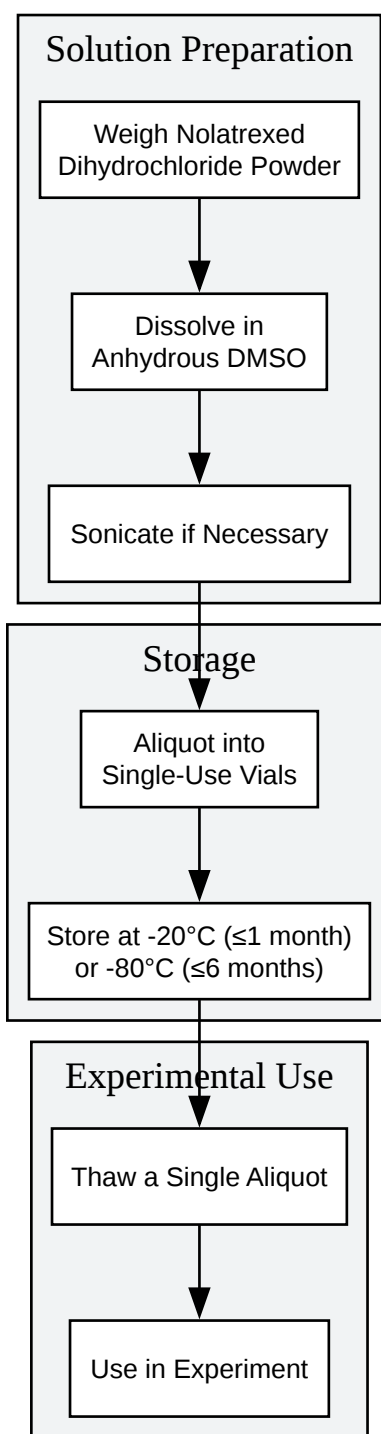 Solution Preparation
Weigh Nolatrexed
Dihydrochloride Powder
Dissolve in
Anhydrous DMSO
Sonicate if Necessary
Storage
Aliquot into
Single-Use Vials
Store at -20°C (≤1 month)
or -80°C (≤6 months)
Experimental Use
Thaw a Single Aliquot
Use in Experiment